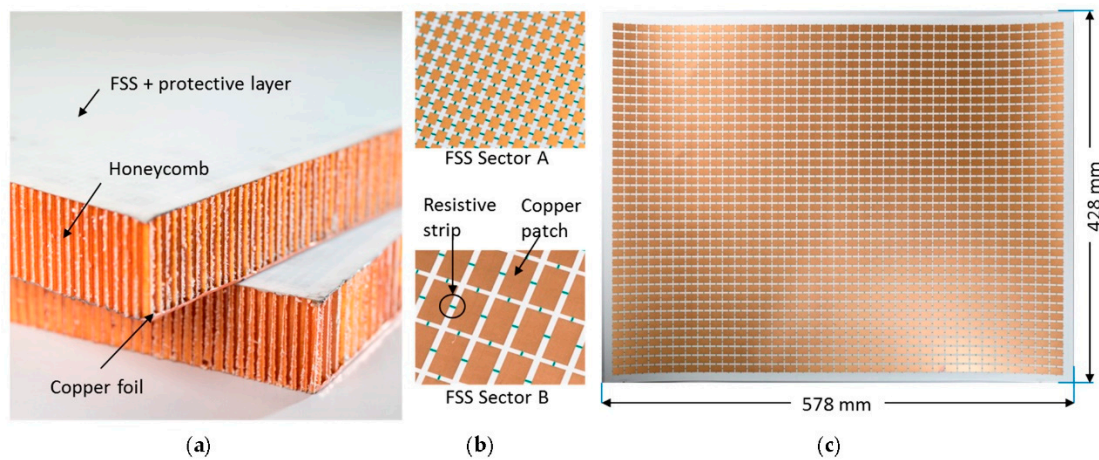 FSS + protective layer
Honeycomb
Copper foil
(a)
FSS Sector A
Resistive
strip
Copper
patch
FSS Sector B
(b)
428 mm
578 mm
(c)